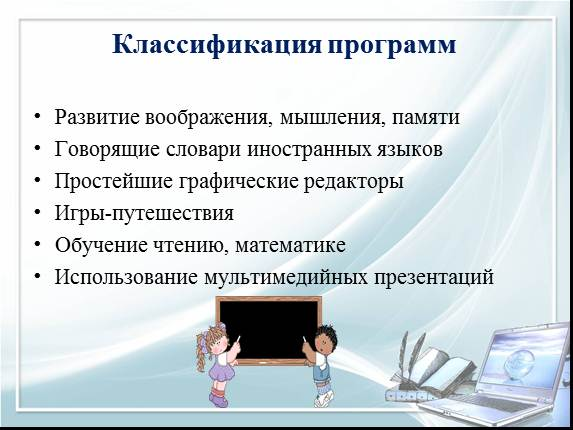 Классификация программ
• Развитие воображения, мышления, памяти
• Говорящие словари иностранных языков
• Простейшие графические редакторы
• Игры-путешествия
• Обучение чтению, математике
• Использование мультимедийных презентаций